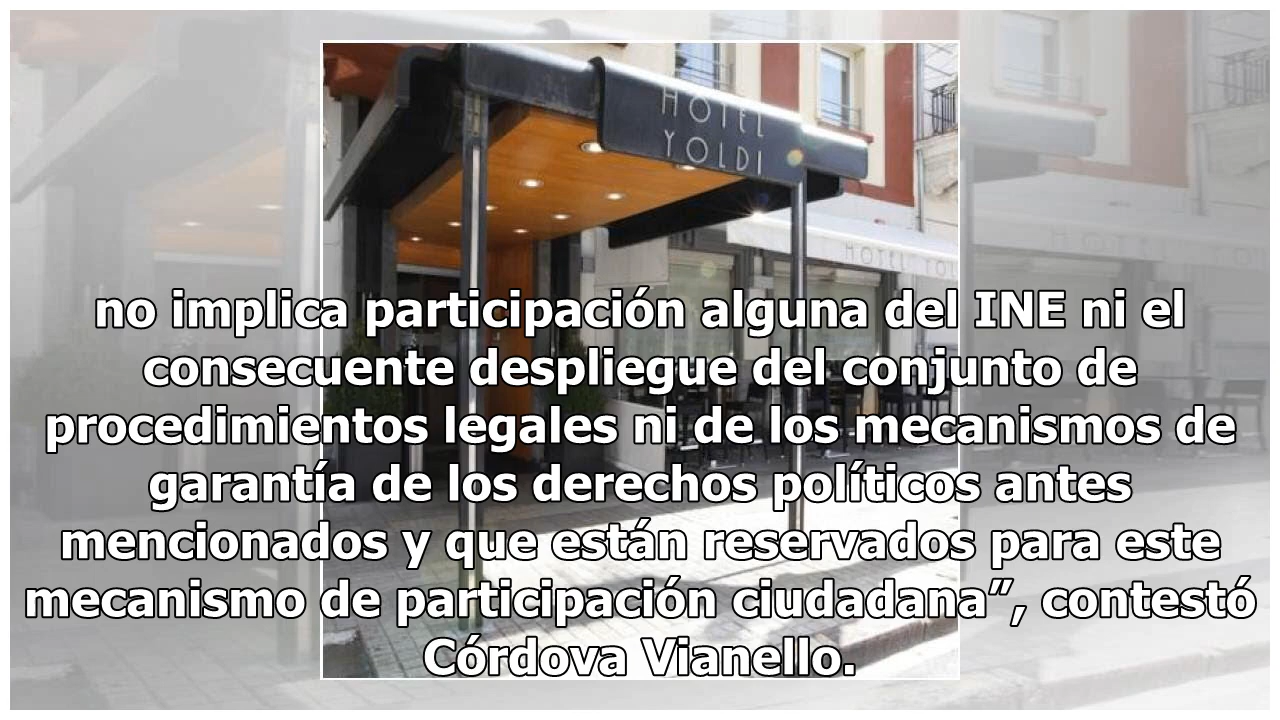 HOTEL
YOLDI
HOTEL YOL
no implica participación alguna del INE ni el
consecuente despliegue del conjunto de
procedimientos legales ni de los mecanismos de
garantía de los derechos políticos antes
mencionados y que están reservados para este
mecanismo de participación ciudadana”, contestó
Córdova Vianello.